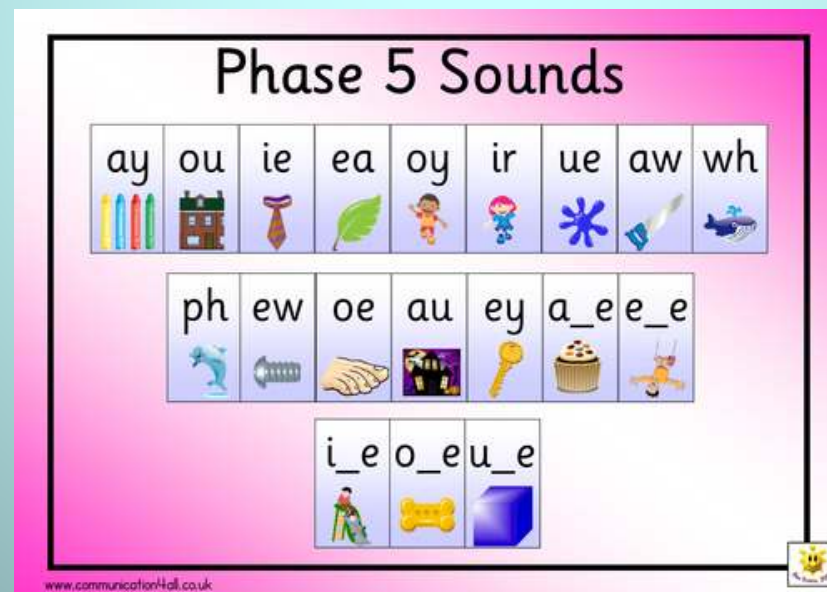 Phase 5 Sounds
ay ou ie ea oy ir ue aw wh
ph ew oe au ey a_e e_e
i_e o_e u_e
www.communication4all.co.uk